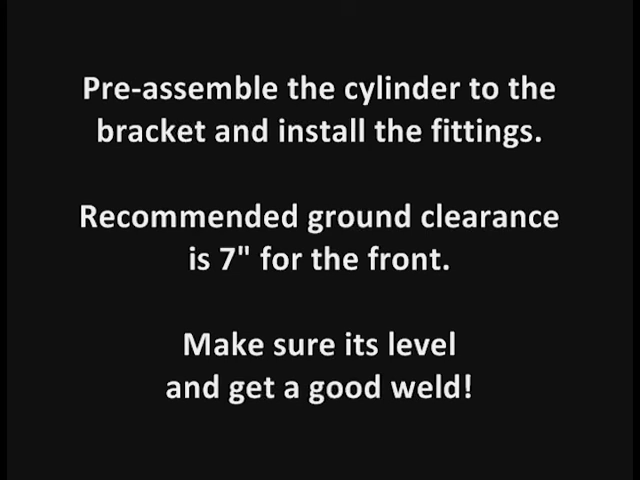 Pre-assemble the cylinder to the
bracket and install the fittings.
Recommended ground clearance
is 7" for the front.
Make sure its level
and get a good weld!